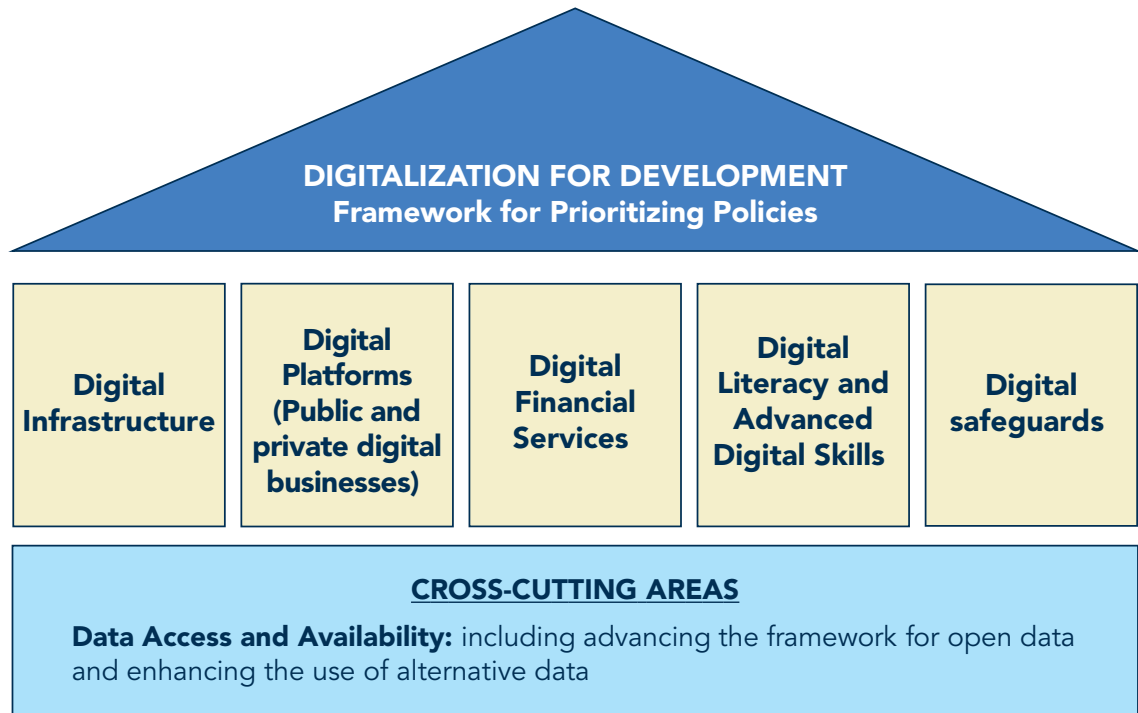 DIGITALIZATION FOR DEVELOPMENT
Framework for Prioritizing Policies
Digital
Infrastructure
Digital
Platforms
(Public and
private digital
businesses)
Digital
Financial
Services
Digital
Literacy and
Advanced
Digital Skills
Digital
safeguards
CROSS-CUTTING AREAS
Data Access and Availability: including advancing the framework for open data
and enhancing the use of alternative data